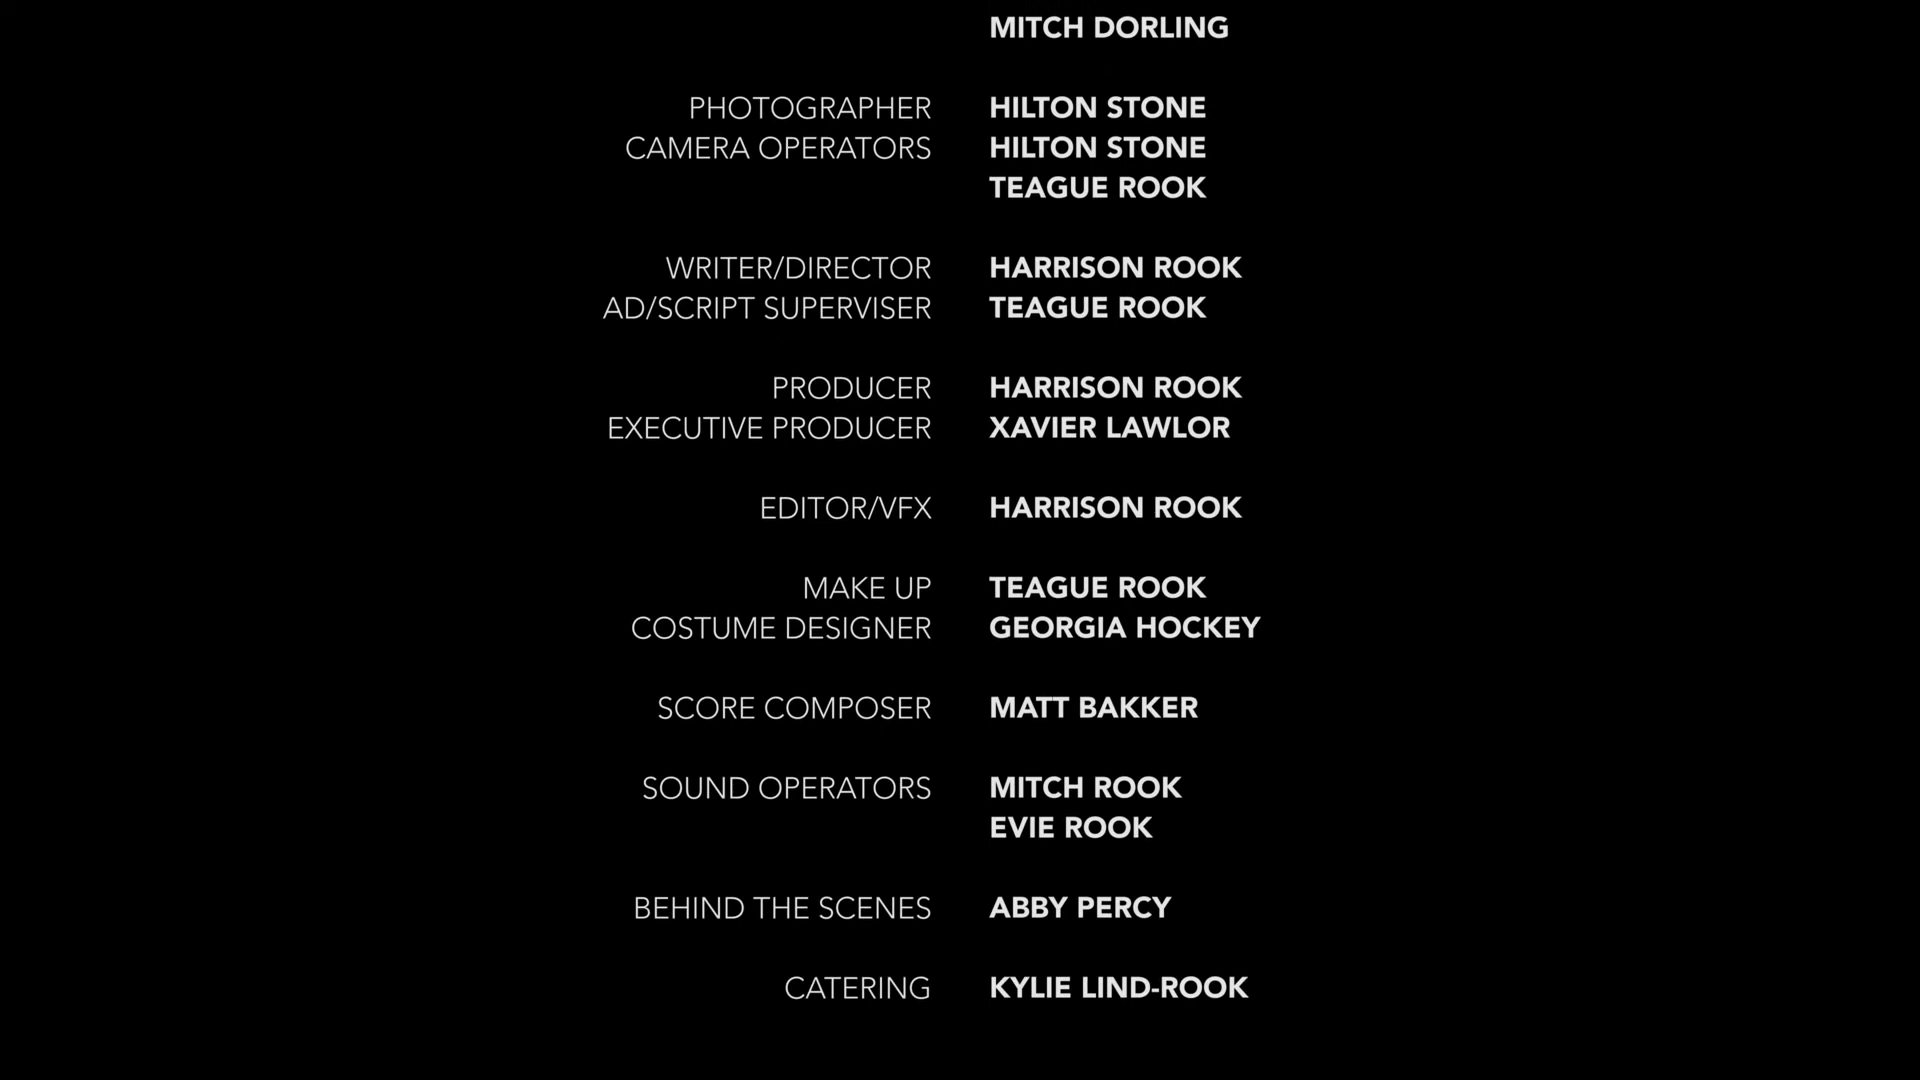 MITCH DORLING
PHOTOGRAPHER HILTON STONE
CAMERA OPERATORS HILTON STONE
TEAGUE ROOK
WRITER/DIRECTOR HARRISON ROOK
AD/SCRIPT SUPERVISER TEAGUE ROOK
PRODUCER HARRISON ROOK
EXECUTIVE PRODUCER XAVIER LAWLOR
EDITOR/VFX HARRISON ROOK
MAKE UP TEAGUE ROOK
COSTUME DESIGNER GEORGIA HOCKEY
SCORE COMPOSER MATT BAKKER
SOUND OPERATORS MITCH ROOK
EVIE ROOK
BEHIND THE SCENES ABBY PERCY
CATERING KYLIE LIND-ROOK